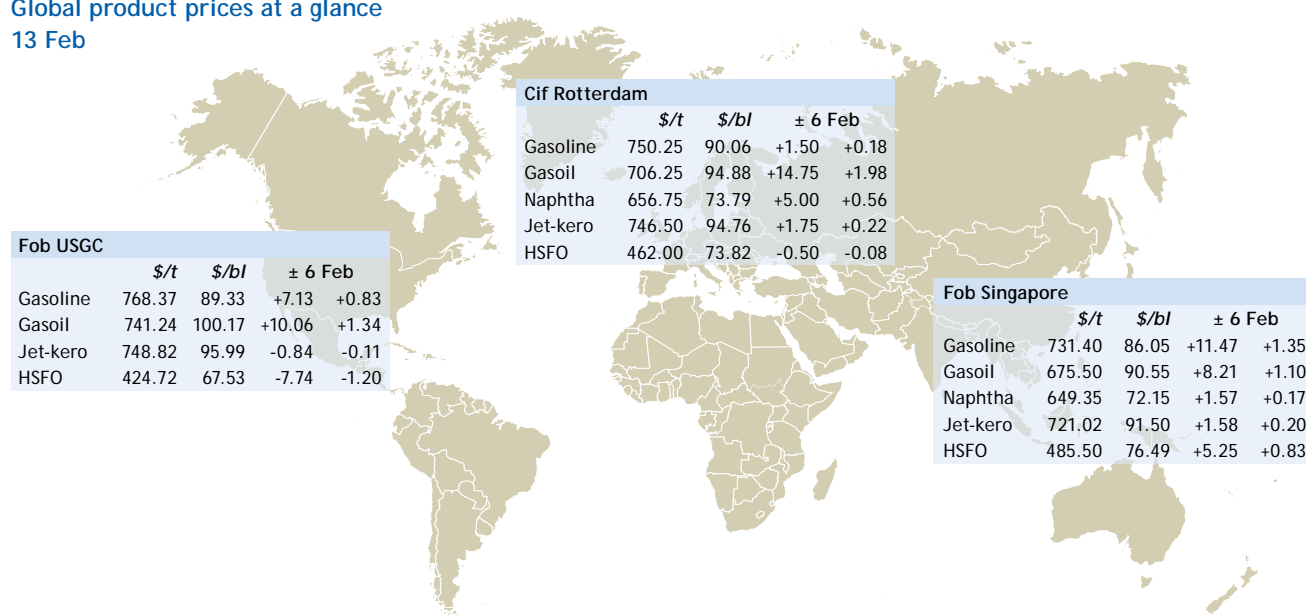 Global product prices at a glance
13 Feb
Cif Rotterdam
$/t $/bl ± 6 Feb
Gasoline 750.25 90.06 +1.50 +0.18
Gasoil 706.25 94.88 +14.75 +1.98
Naphtha 656.75 73.79 +5.00 +0.56
Jet-kero 746.50 94.76 +1.75 +0.22
HSFO 462.00 73.82 -0.50 -0.08
Fob USGC
$/t $/bl ± 6 Feb
Gasoline 768.37 89.33 +7.13 +0.83
Gasoil 741.24 100.17 +10.06 +1.34
Jet-kero 748.82 95.99 -0.84 -0.11
HSFO 424.72 67.53 -7.74 -1.20
Fob Singapore
$/t $/bl ± 6 Feb
Gasoline 731.40 86.05 +11.47 +1.35
Gasoil 675.50 90.55 +8.21 +1.10
Naphtha 649.35 72.15 +1.57 +0.17
Jet-kero 721.02 91.50 +1.58 +0.20
HSFO 485.50 76.49 +5.25 +0.83